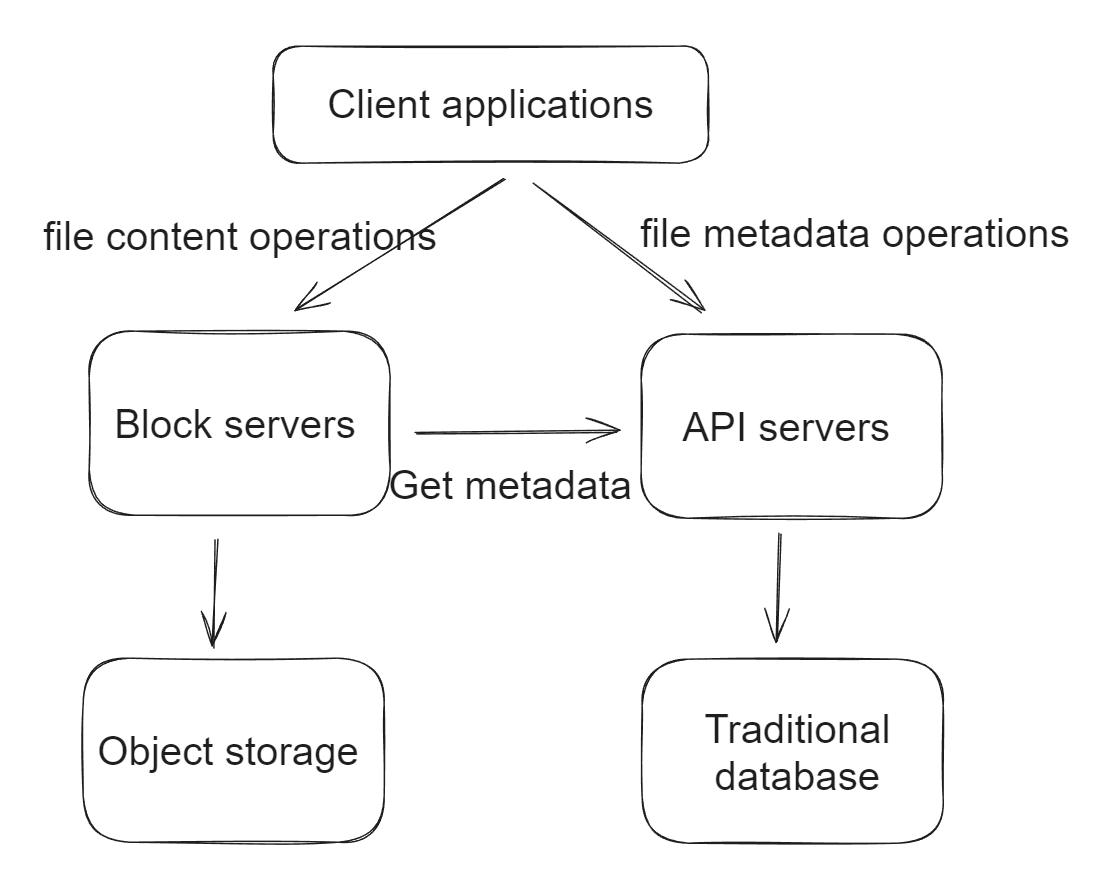 Client applications
file content operations
file metadata operations
Block servers
API servers
Get metadata
Object storage
Traditional
database